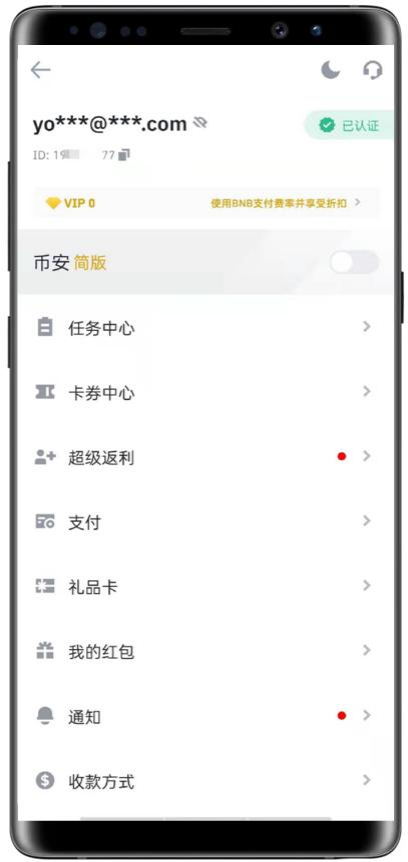 yo***@***.com
已认证
ID: 19 77
VIP 0
使用BNB支付费率并享受折扣
币安 简版
任务中心
卡券中心
超级返利
支付
礼品卡
我的红包
通知
收款方式